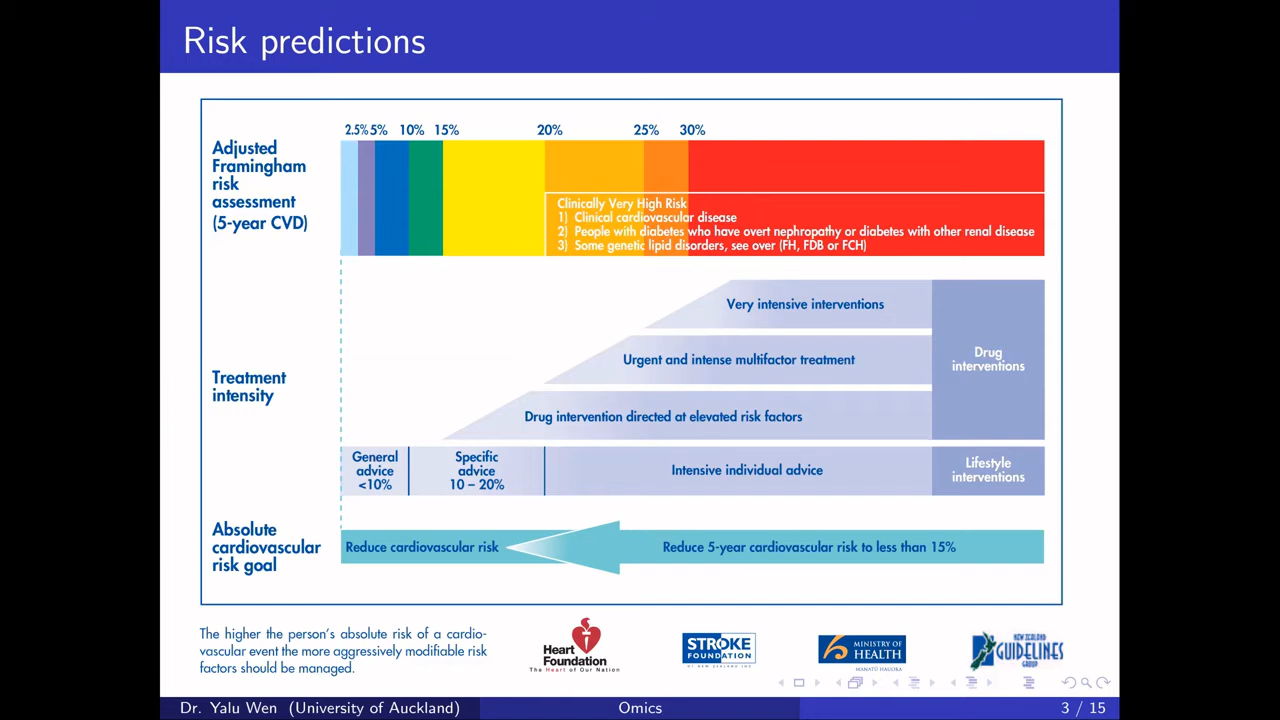 Risk predictions
2.5% 5% 10% 15% 20% 25% 30%
Adjusted
Framingham
risk
assessment
(5-year CVD)
Clinically Very High Risk
1) Clinical cardiovascular disease
2) People with diabetes who have overt nephropathy or diabetes with other renal disease
3) Some genetic lipid disorders, see over (FH, FDB or FCH)
Treatment
intensity
Very intensive interventions
Urgent and intense multifactor treatment
Drug intervention directed at elevated risk factors
Drug
interventions
General
advice
<10%
Specific
advice
10 – 20%
Intensive individual advice
Lifestyle
interventions
Absolute
cardiovascular
risk goal
Reduce cardiovascular risk
Reduce 5-year cardiovascular risk to less than 15%
The higher the person's absolute risk of a cardio-
vascular event the more aggressively modifiable risk
factors should be managed.
Heart
Foundation
The Heart of Our Nation
STROKE
FOUNDATION
OF NEW ZEALAND INC
MINISTRY OF
HEALTH
MANATŪ HAUORA
NEW ZEALAND
GUIDELINES
GROUP
Dr. Yalu Wen (University of Auckland)
Omics
3 / 15